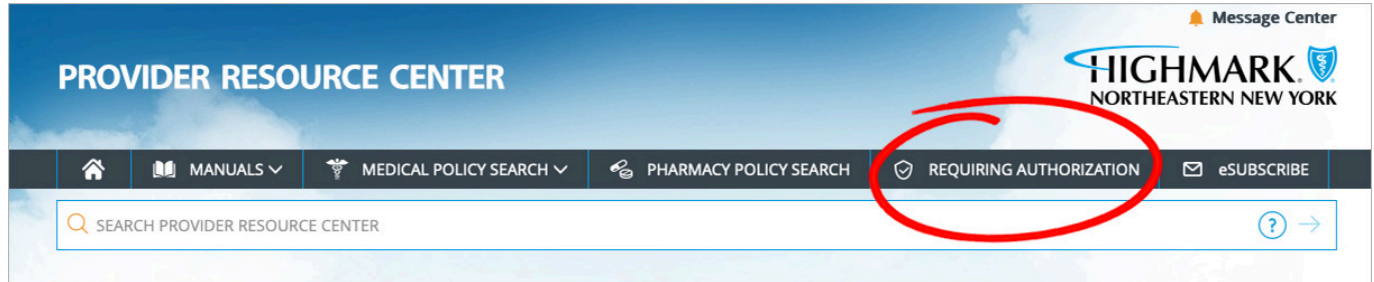 Message Center
PROVIDER RESOURCE CENTER
HIGHMARK.
NORTHEASTERN NEW YORK
MANUALS MEDICAL POLICY SEARCH PHARMACY POLICY SEARCH REQUIRING AUTHORIZATION eSUBSCRIBE
SEARCH PROVIDER RESOURCE CENTER ?